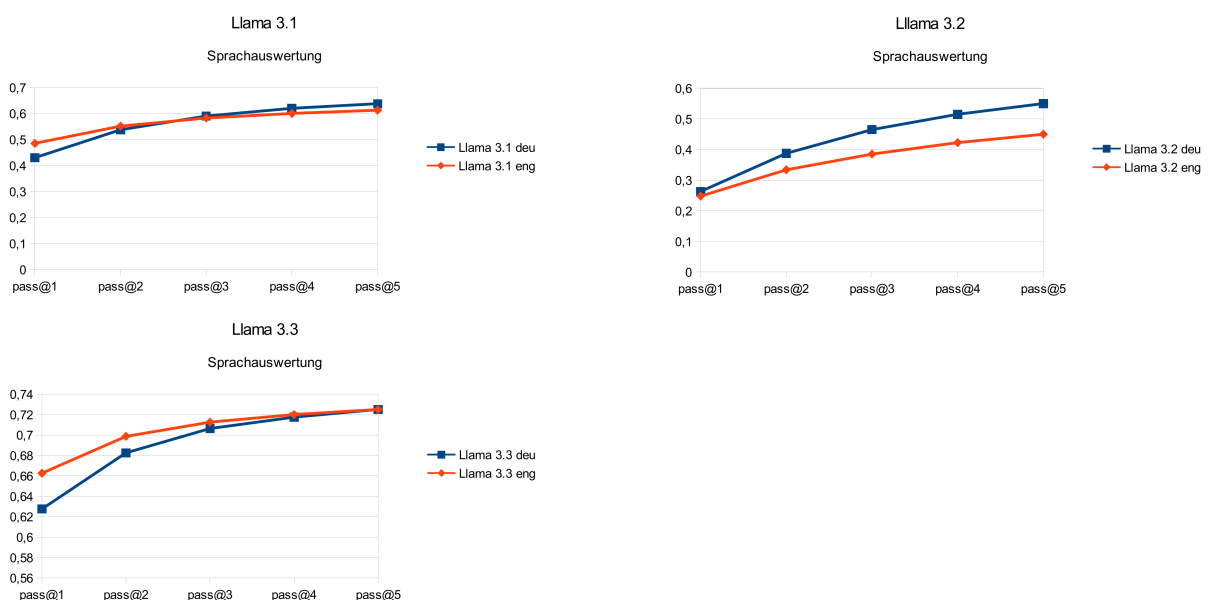 Llama 3.1
Sprachauswertung
0,7
0,6
0,5
0,4
0,3
0,2
0,1
0
pass@1 pass@2 pass@3 pass@4 pass@5
Llama 3.1 deu
Llama 3.1 eng
Lllama 3.2
Sprachauswertung
0,6
0,5
0,4
0,3
0,2
0,1
0
pass@1 pass@2 pass@3 pass@4 pass@5
Llama 3.2 deu
Llama 3.2 eng
Llama 3.3
Sprachauswertung
0,74
0,72
0,7
0,68
0,66
0,64
0,62
0,6
0,58
0,56
pass@1 pass@2 pass@3 pass@4 pass@5
Llama 3.3 deu
Llama 3.3 eng